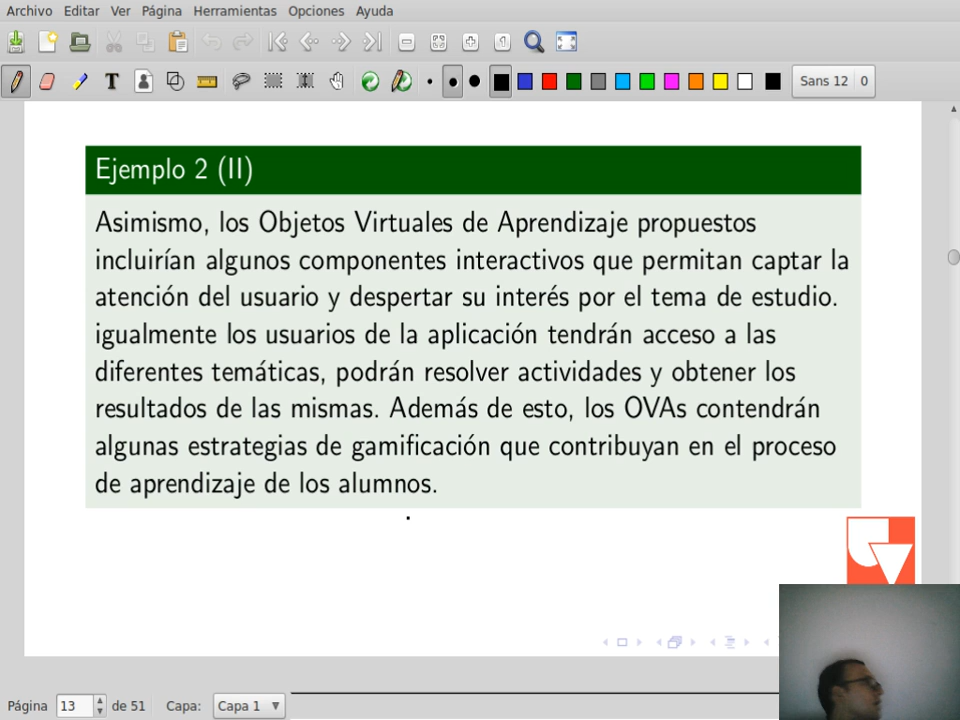 Archivo Editar Ver Página Herramientas Opciones Ayuda
T Sans 12 0
Ejemplo 2 (II)
Asimismo, los Objetos Virtuales de Aprendizaje propuestos
incluirían algunos componentes interactivos que permitan captar la
atención del usuario y despertar su interés por el tema de estudio.
igualmente los usuarios de la aplicación tendrán acceso a las
diferentes temáticas, podrán resolver actividades y obtener los
resultados de las mismas. Además de esto, los OVAs contendrán
algunas estrategias de gamificación que contribuyan en el proceso
de aprendizaje de los alumnos.
Página 13 de 51 Capa: Capa 1